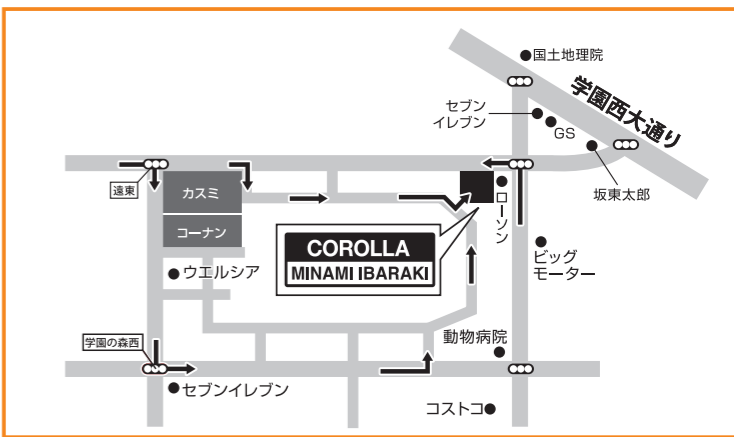 国土地理院
学園西大通り
セブン
イレブン
GS
坂東太郎
遠東
カスミ
コーナン
ローソン
COROLLA
MINAMI IBARAKI
ビッグ
モーター
ウエルシア
学園の森西
動物病院
セブンイレブン
コストコ